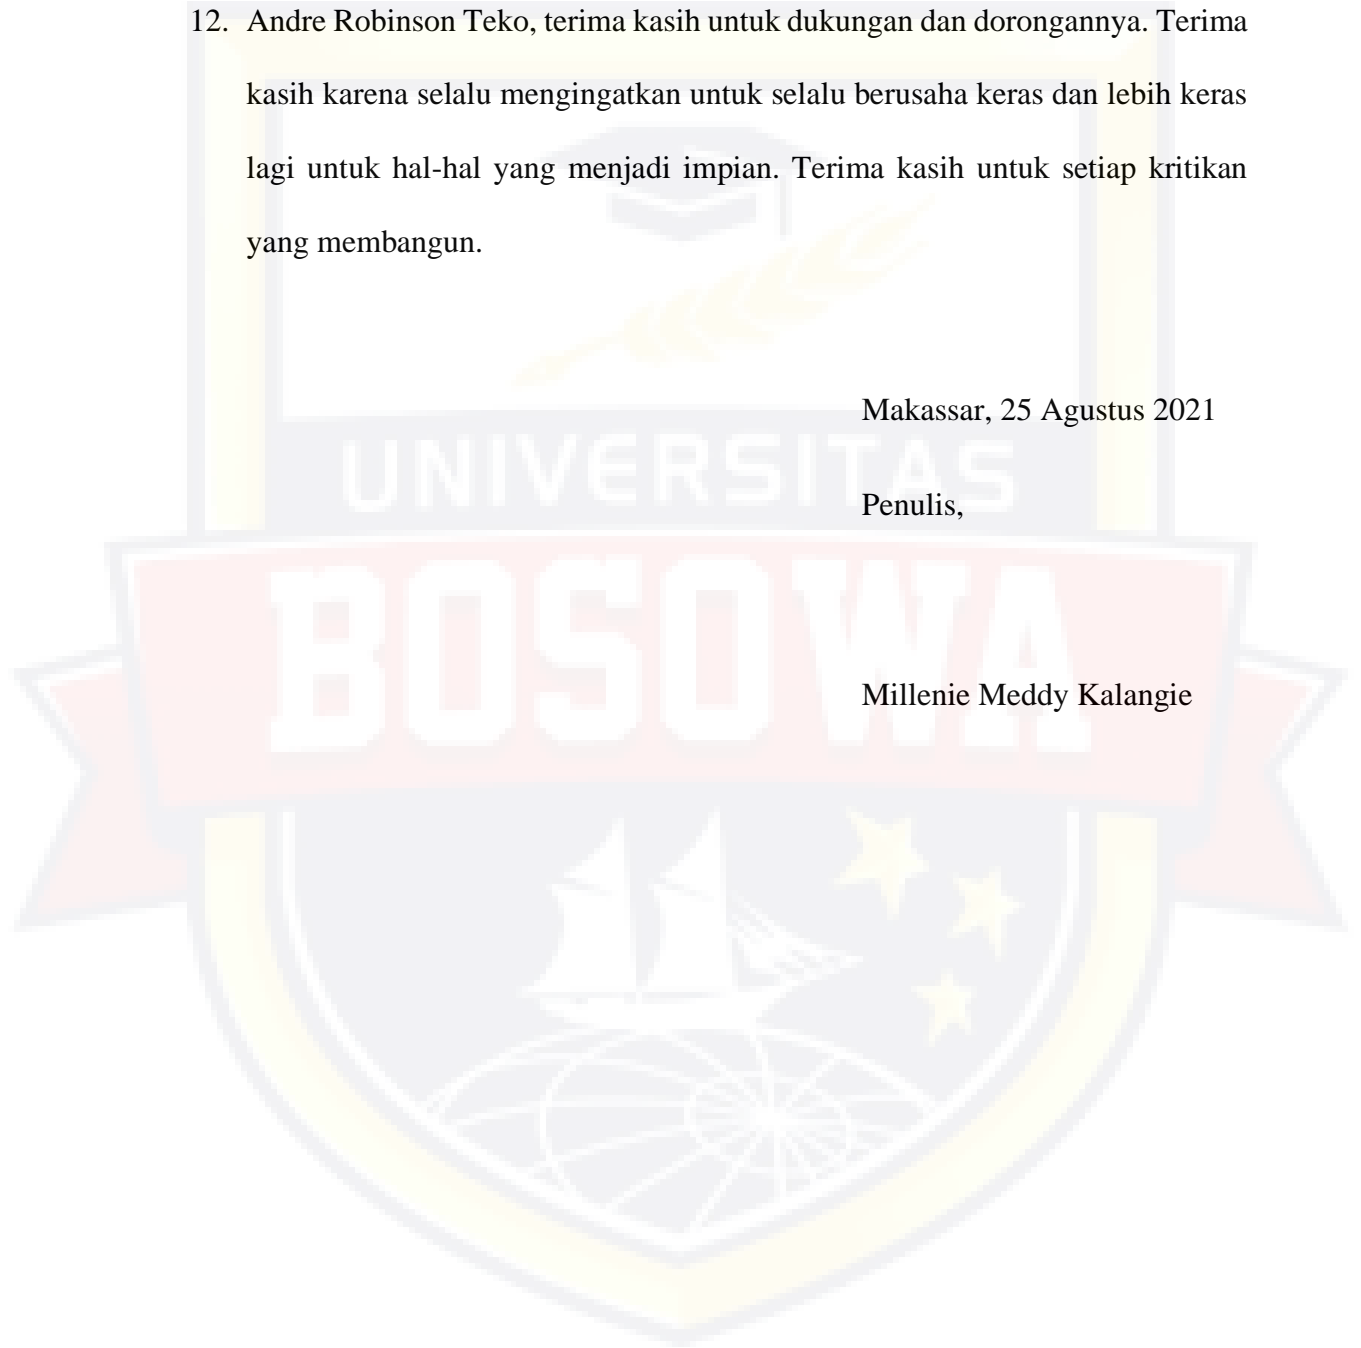 12. Andre Robinson Teko, terima kasih untuk dukungan dan dorongannya. Terima
kasih karena selalu mengingatkan untuk selalu berusaha keras dan lebih keras
lagi untuk hal-hal yang menjadi impian. Terima kasih untuk setiap kritikan
yang membangun.
Makassar, 25 Agustus 2021
UNIVERSITAS
Penulis,
BOSOWA
Millenie Meddy Kalangie